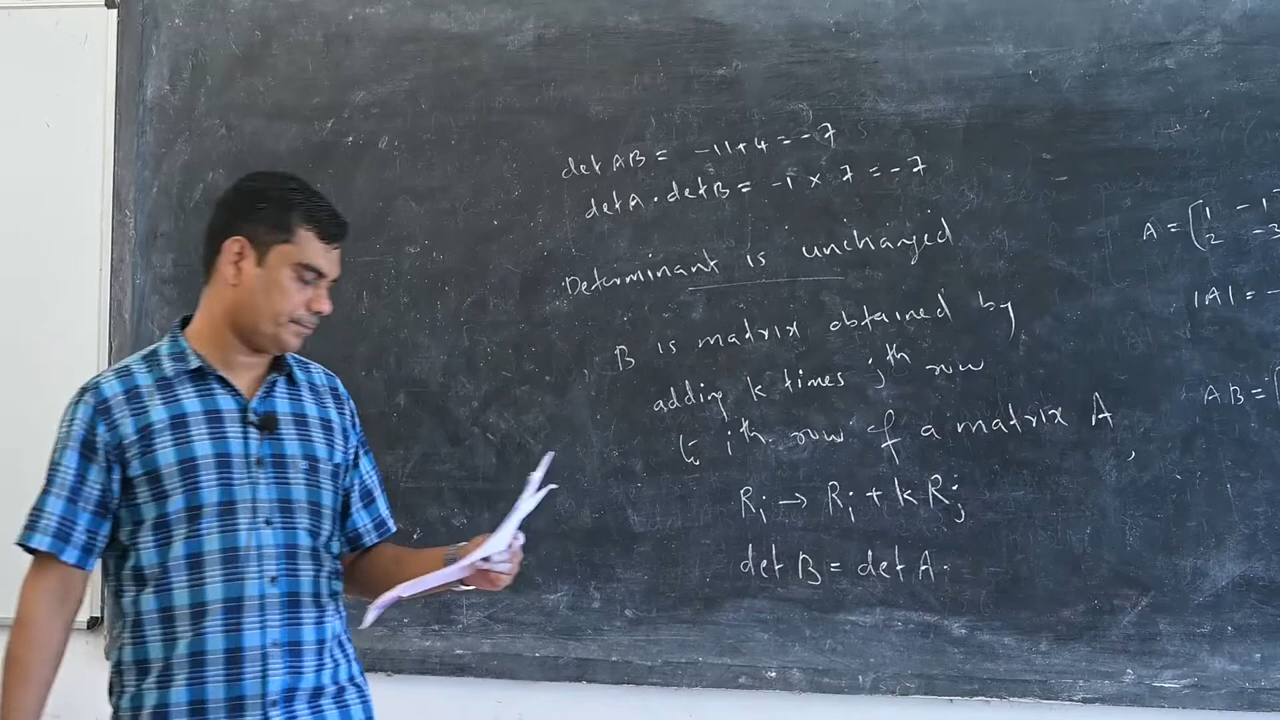 det AB = -11+4 = -7
det A . det B = -1 × 7 = -7
Determinant is unchanged
B is matrix obtained by
adding k times jth row
to ith row of a matrix A,
Ri → Ri + k Rj
det B = det A.
A = [1 -1
2 -3
|A| = -
AB = [